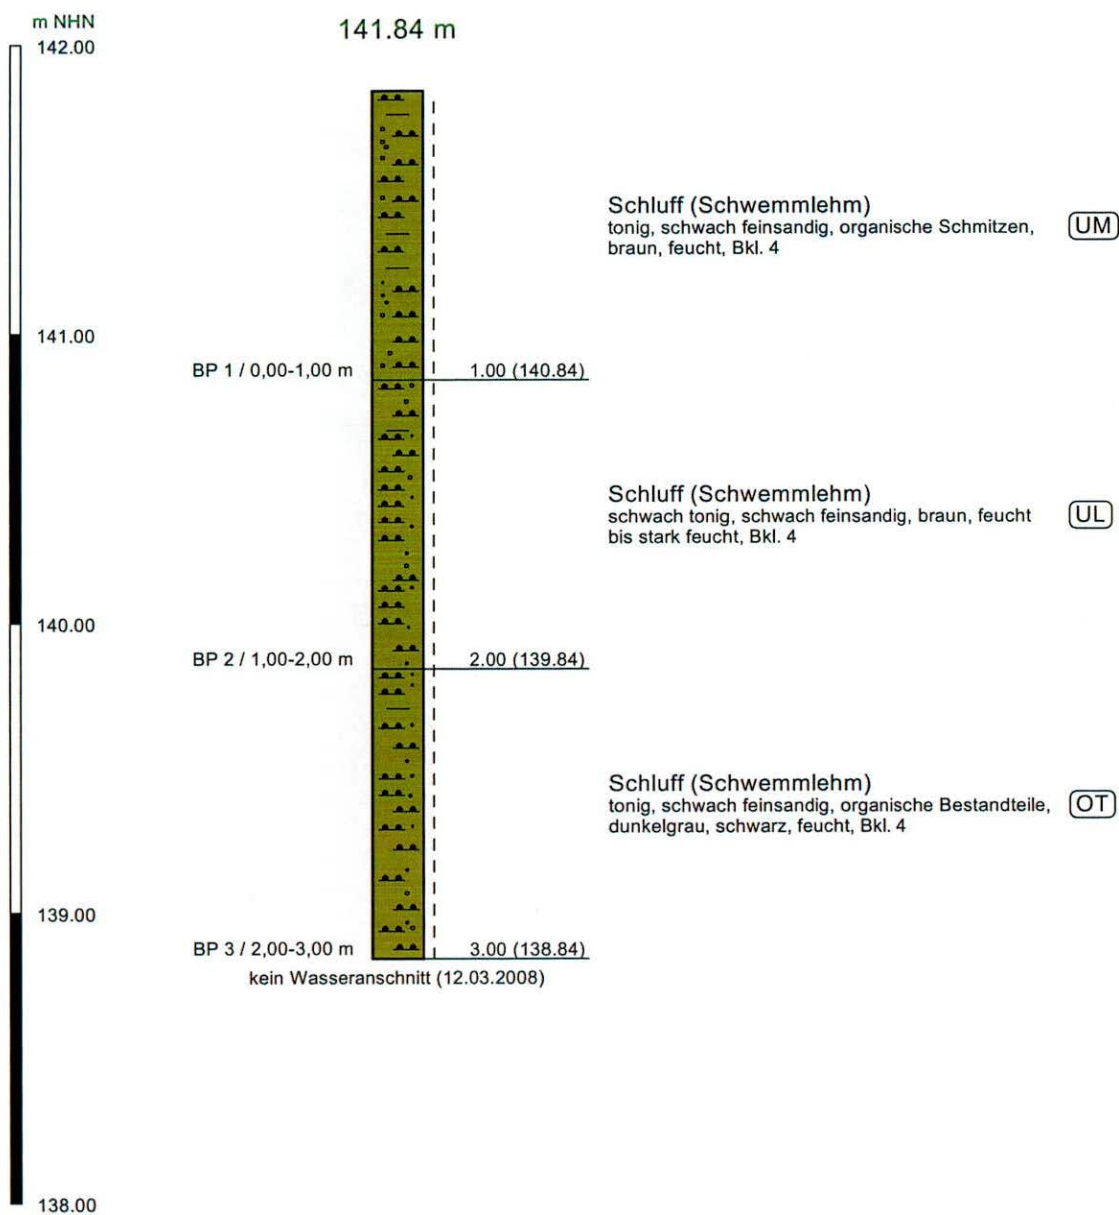 m NHN
141.84 m
142.00
Schluff (Schwemmlehm)
tonig, schwach feinsandig, organische Schmitzen,
braun, feucht, Bkl. 4
UM
141.00
BP 1 / 0,00-1,00 m
1.00 (140.84)
Schluff (Schwemmlehm)
schwach tonig, schwach feinsandig, braun, feucht
bis stark feucht, Bkl. 4
UL
140.00
BP 2 / 1,00-2,00 m
2.00 (139.84)
Schluff (Schwemmlehm)
tonig, schwach feinsandig, organische Bestandteile,
dunkelgrau, schwarz, feucht, Bkl. 4
OT
139.00
BP 3 / 2,00-3,00 m
3.00 (138.84)
kein Wasseranschnitt (12.03.2008)
138.00